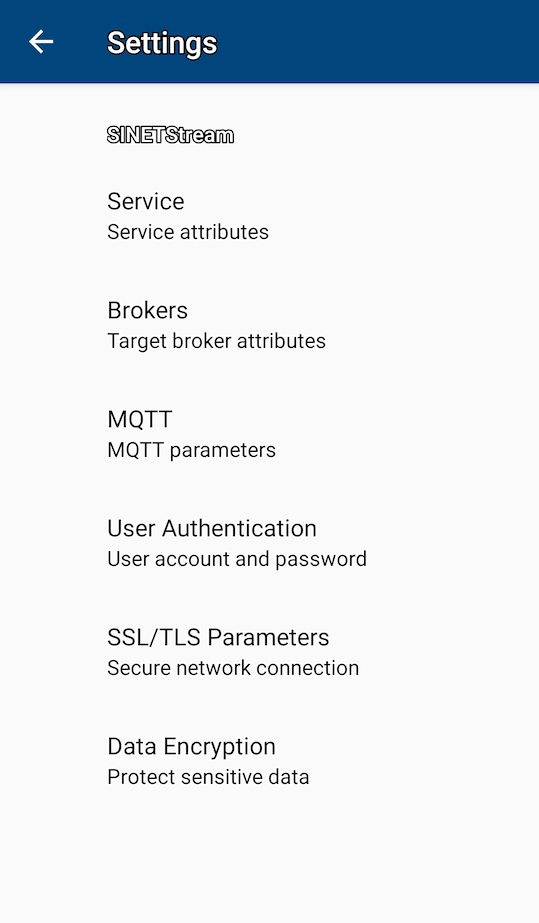 Settings
SINETStream
Service
Service attributes
Brokers
Target broker attributes
MQTT
MQTT parameters
User Authentication
User account and password
SSL/TLS Parameters
Secure network connection
Data Encryption
Protect sensitive data